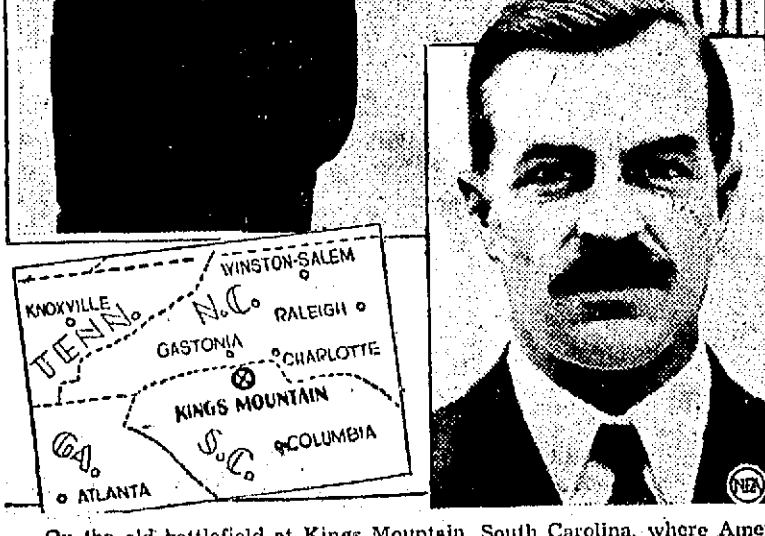 WINSTON-SALEM
KNOXVILLE
TENN.
N.C.
RALEIGH
GASTONIA
CHARLOTTE
KINGS MOUNTAIN
GA.
S.C.
COLUMBIA
ATLANTA
NEA
On the old battlefield at Kings Mountain, South Carolina, where Ame